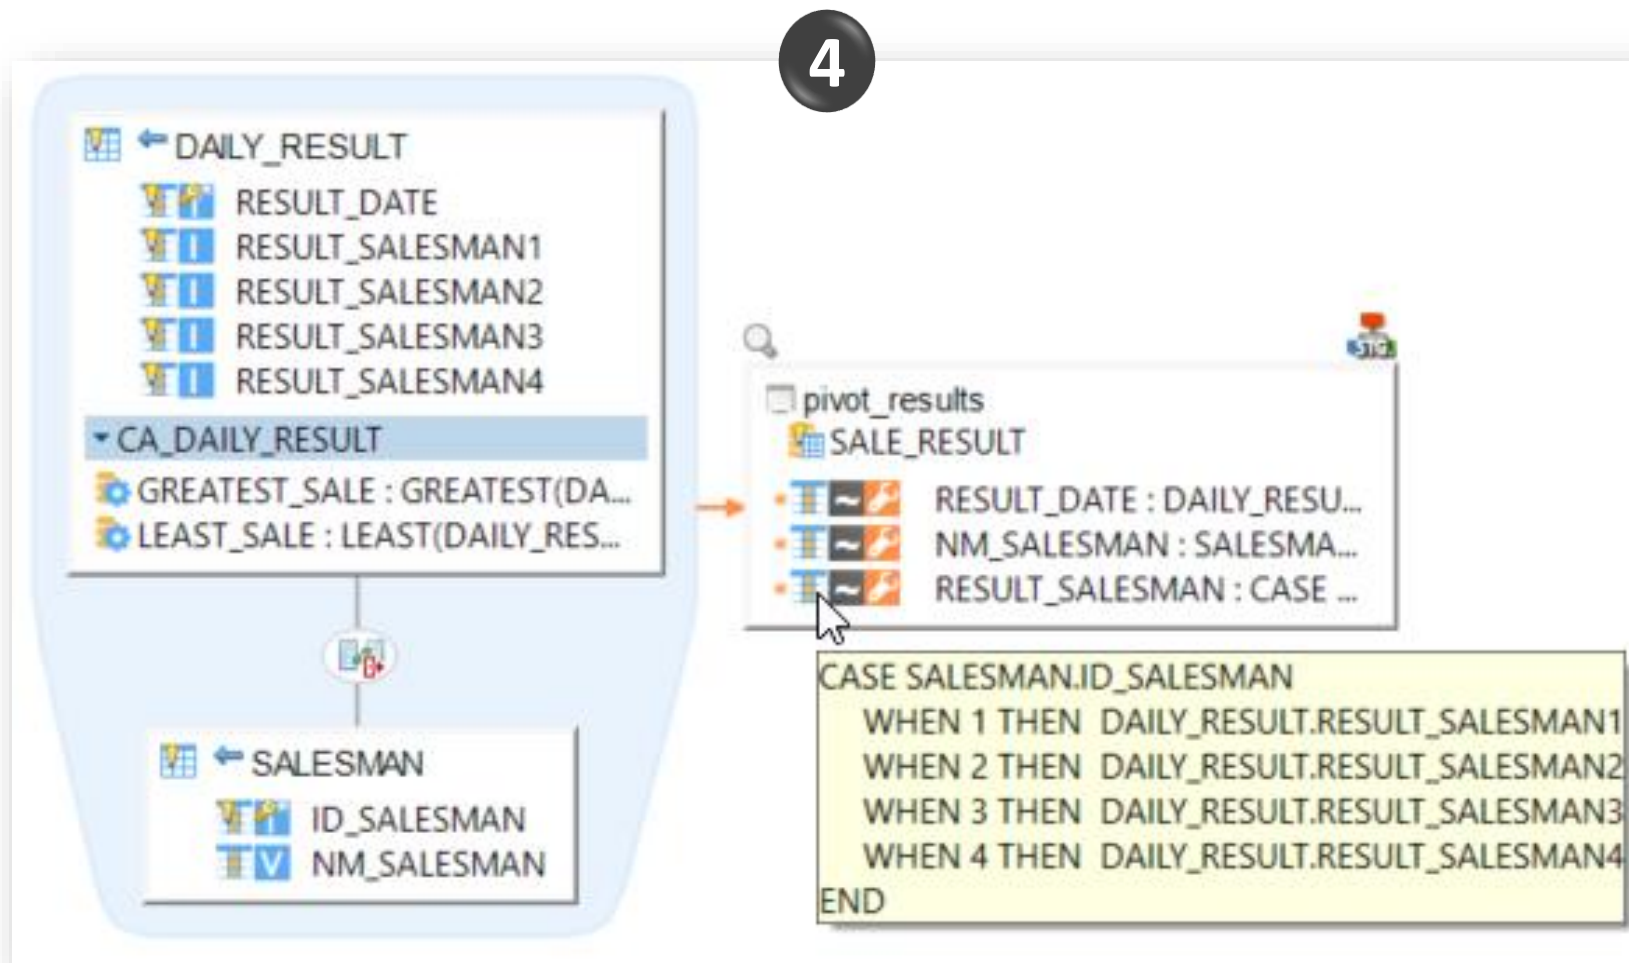 4
DAILY_RESULT
RESULT_DATE
RESULT_SALESMAN1
RESULT_SALESMAN2
RESULT_SALESMAN3
RESULT_SALESMAN4
CA_DAILY_RESULT
GREATEST_SALE : GREATEST(DA...
LEAST_SALE : LEAST(DAILY_RES...
SALESMAN
ID_SALESMAN
V NM_SALESMAN
STG
pivot_results
SALE_RESULT
RESULT_DATE : DAILY_RESU...
NM_SALESMAN : SALESMA...
RESULT_SALESMAN : CASE ...
CASE SALESMAN.ID_SALESMAN
WHEN 1 THEN DAILY_RESULT.RESULT_SALESMAN1
WHEN 2 THEN DAILY_RESULT.RESULT_SALESMAN2
WHEN 3 THEN DAILY_RESULT.RESULT_SALESMAN3
WHEN 4 THEN DAILY_RESULT.RESULT_SALESMAN4
END